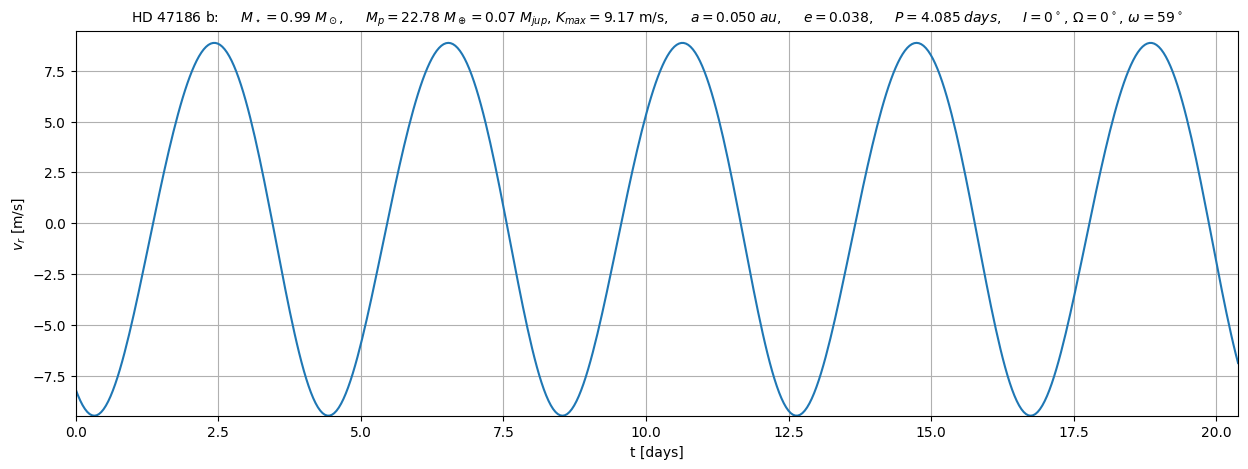 HD 47186 b: M⋆ = 0.99 M⊙, Mp = 22.78 M⊕ = 0.07 Mjup, Kmax = 9.17 m/s, a = 0.050 au, e = 0.038, P = 4.085 days, I = 0°, Ω = 0°, ω = 59°
7.5
5.0
2.5
0.0
−2.5
−5.0
−7.5
vr [m/s]
0.0 2.5 5.0 7.5 10.0 12.5 15.0 17.5 20.0
t [days]